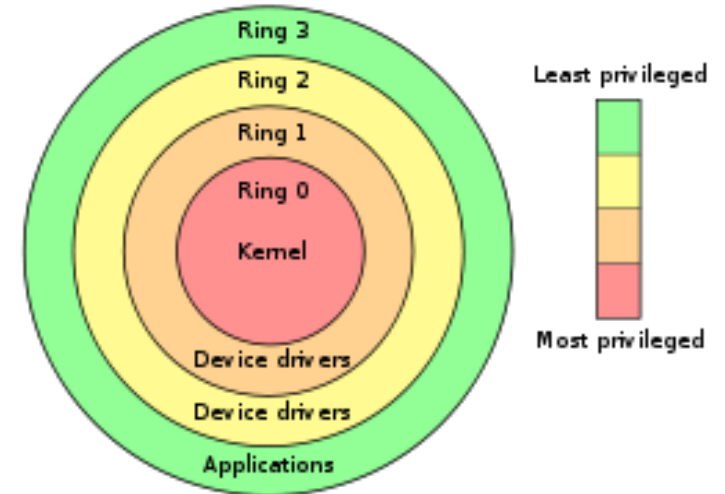 Ring 3
Ring 2
Ring 1
Ring 0
Kernel
Device drivers
Device drivers
Applications
Least privileged
Most privileged